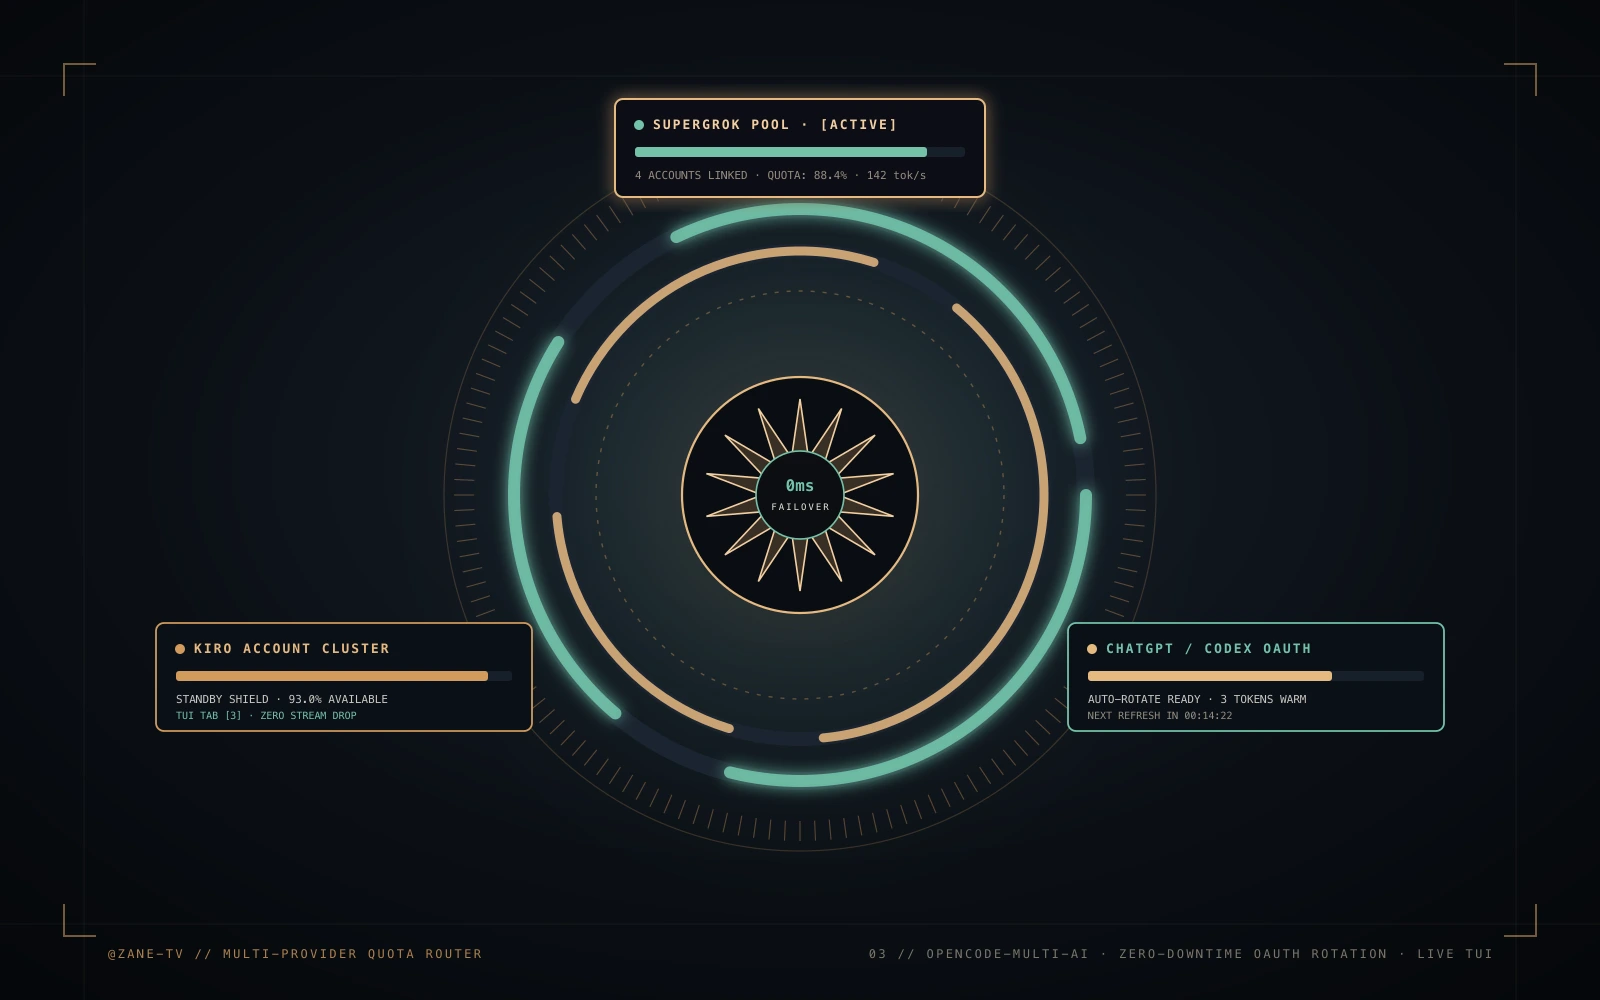 SUPERGROK POOL · [ACTIVE]
4 ACCOUNTS LINKED · QUOTA: 88.4% · 142 tok/s
0ms
FAILOVER
KIRO ACCOUNT CLUSTER
STANDBY SHIELD · 93.0% AVAILABLE
TUI TAB [3] · ZERO STREAM DROP
CHATGPT / CODEX OAUTH
AUTO-ROTATE READY · 3 TOKENS WARM
NEXT REFRESH IN 00:14:22
@ZANE-TV // MULTI-PROVIDER QUOTA ROUTER
03 // OPENCODE-MULTI-AI · ZERO-DOWNTIME OAUTH ROTATION · LIVE TUI